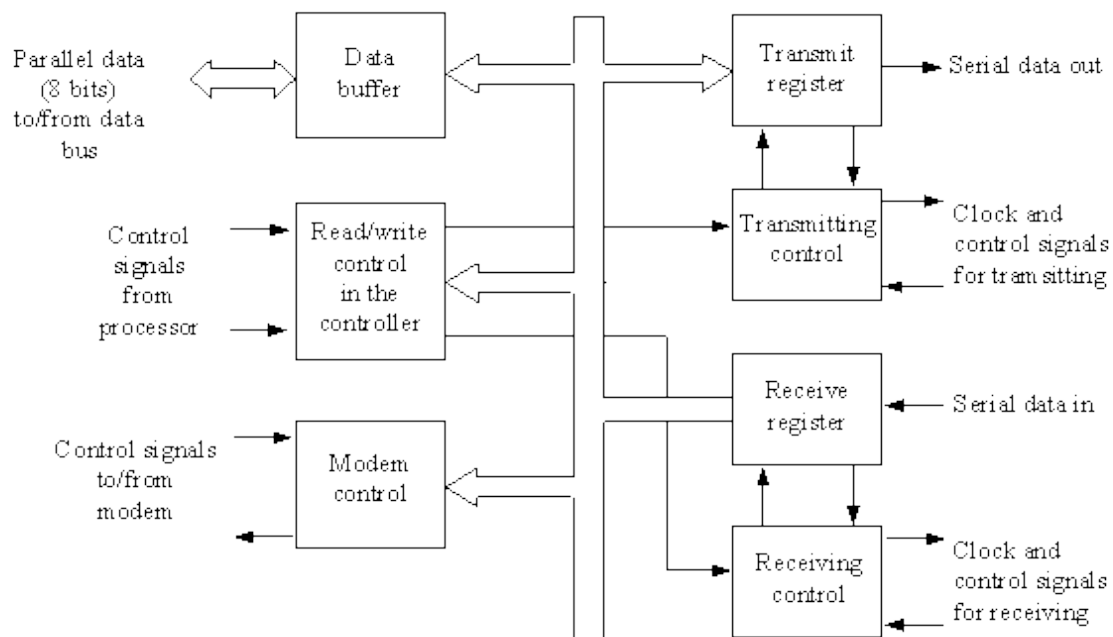 Parallel data
(8 bits)
to/from data
bus
Data
buffer
Transmit
register
Serial data out
Control
signals
from
processor
Read/write
control
in the
controller
Transmitting
control
Clock and
control signals
for tramsitting
Receive
register
Serial data in
Control signals
to/from
modem
Modem
control
Receiving
control
Clock and
control signals
for receiving